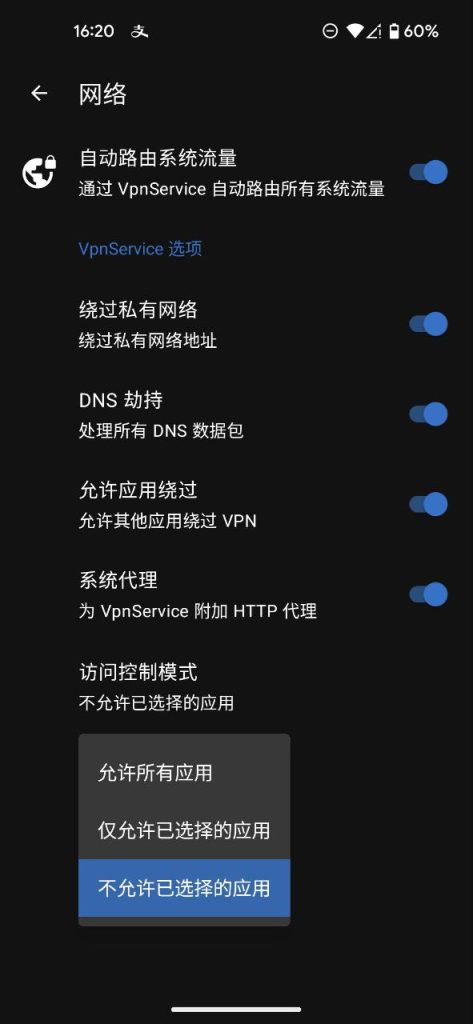 16:20 支 60%
网络
自动路由系统流量
通过 VpnService 自动路由所有系统流量
VpnService 选项
绕过私有网络
绕过私有网络地址
DNS 劫持
处理所有 DNS 数据包
允许应用绕过
允许其他应用绕过 VPN
系统代理
为 VpnService 附加 HTTP 代理
访问控制模式
不允许已选择的应用
允许所有应用
仅允许已选择的应用
不允许已选择的应用